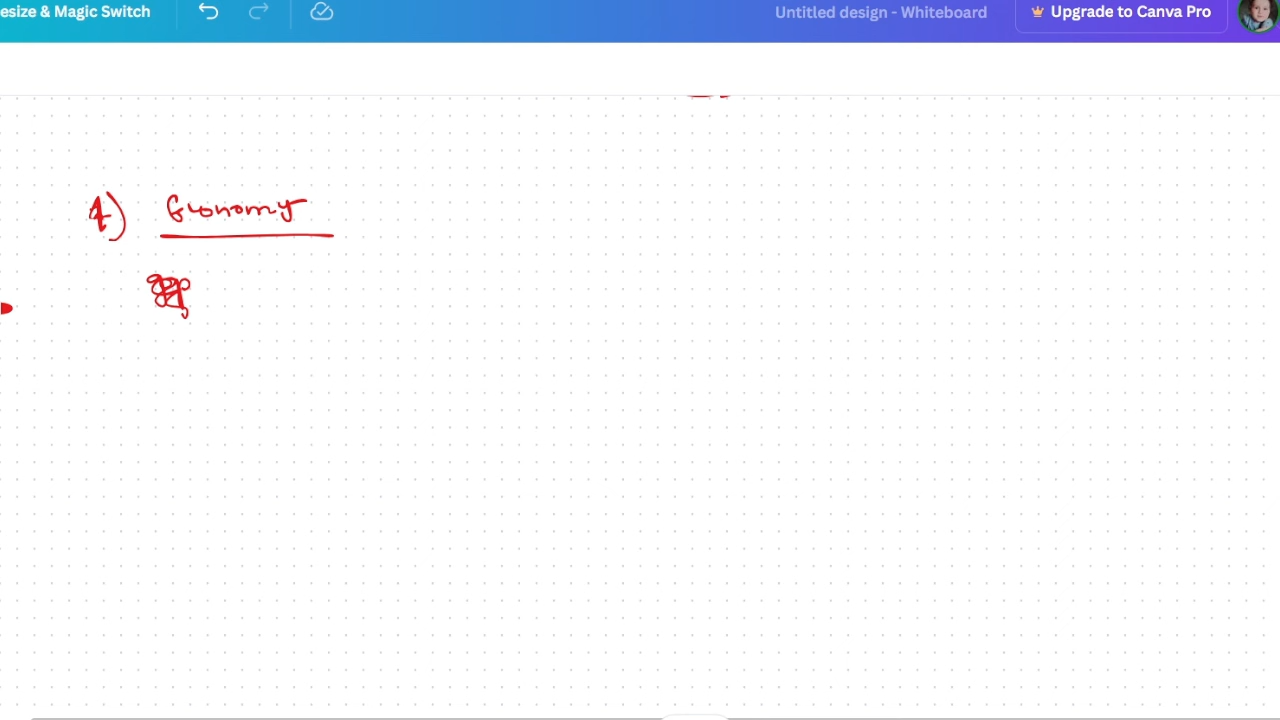 esize & Magic Switch Untitled design - Whiteboard Upgrade to Canva Pro
4) Economy